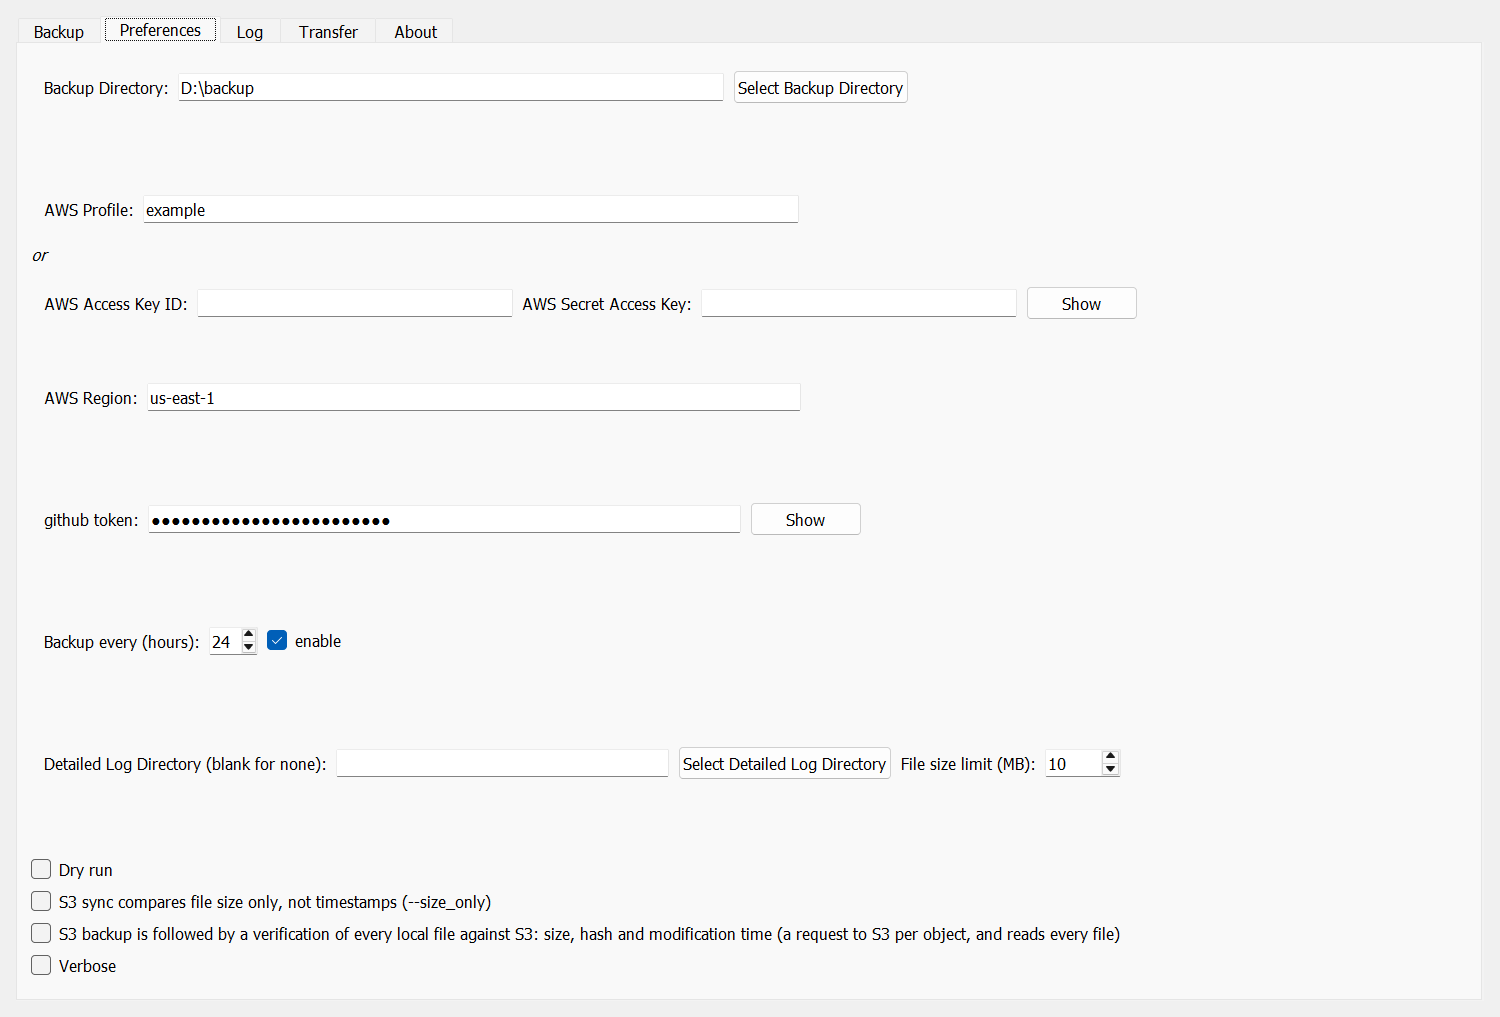 Backup Preferences Log Transfer About
Backup Directory: D:\backup Select Backup Directory
AWS Profile: example
or
AWS Access Key ID: AWS Secret Access Key: Show
AWS Region: us-east-1
github token: ●●●●●●●●●●●●●●●●●●●●●●●● Show
Backup every (hours): 24 enable
Detailed Log Directory (blank for none): Select Detailed Log Directory File size limit (MB): 10
Dry run
S3 sync compares file size only, not timestamps (--size_only)
S3 backup is followed by a verification of every local file against S3: size, hash and modification time (a request to S3 per object, and reads every file)
Verbose